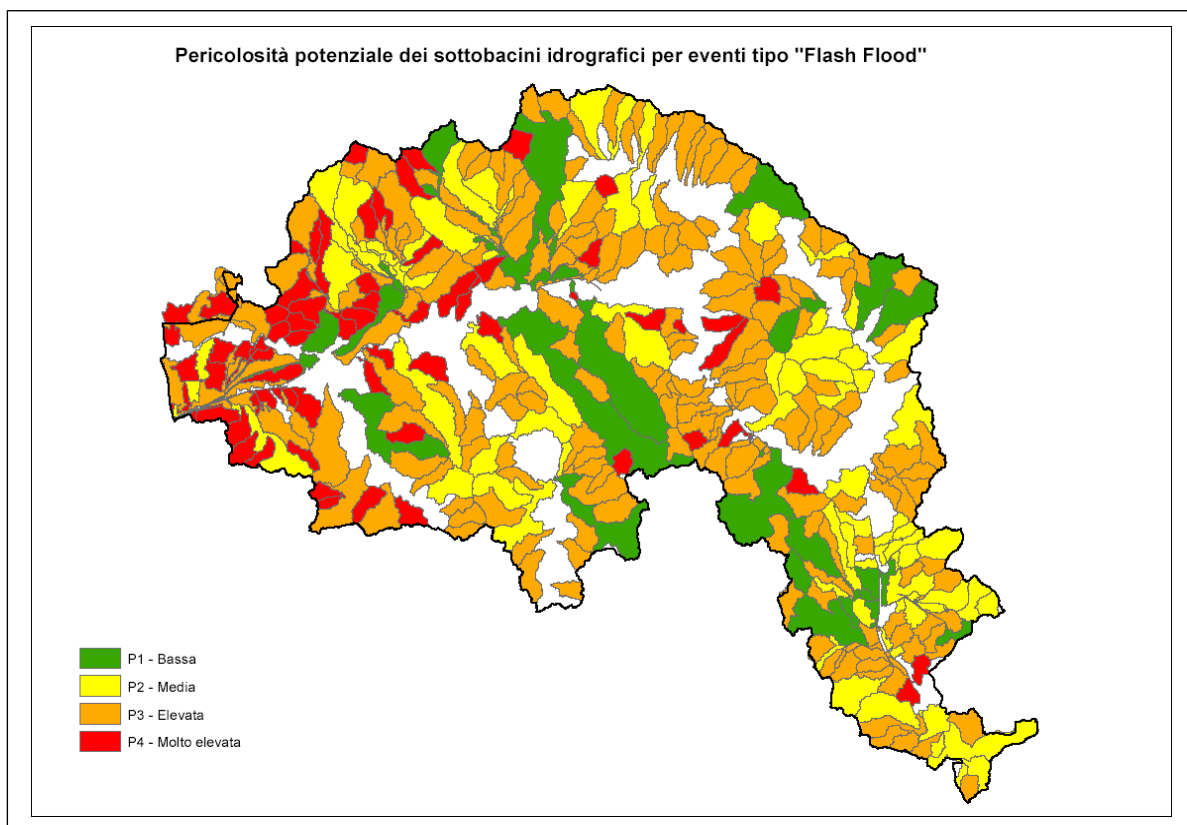 Pericolosità potenziale dei sottobacini idrografici per eventi tipo "Flash Flood"
P1 - Bassa
P2 - Media
P3 - Elevata
P4 - Molto elevata